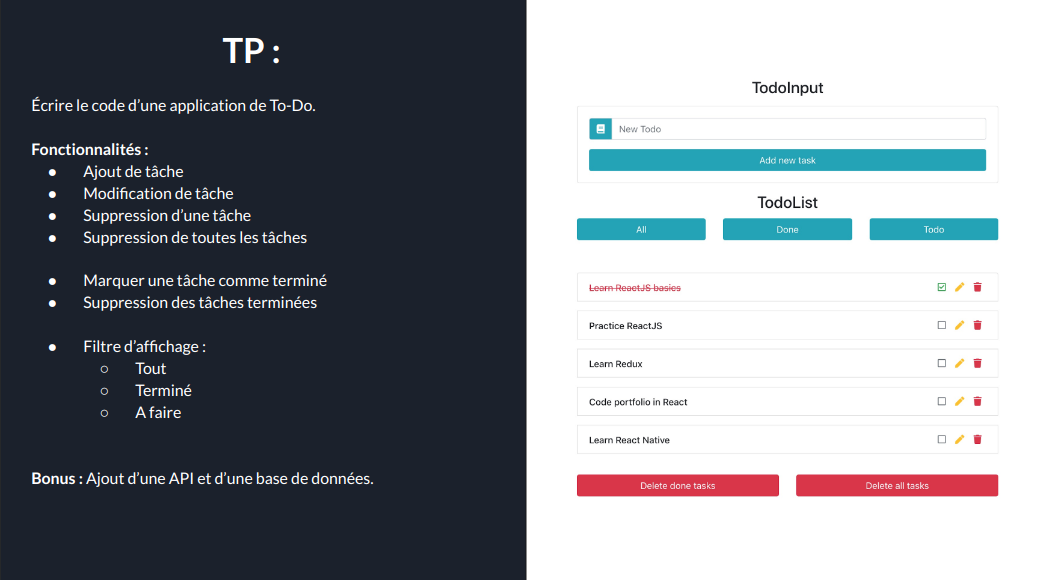 TP :
Écrire le code d'une application de To-Do.
Fonctionnalités :
● Ajout de tâche
● Modification de tâche
● Suppression d'une tâche
● Suppression de toutes les tâches
● Marquer une tâche comme terminé
● Suppression des tâches terminées
● Filtre d'affichage :
○ Tout
○ Terminé
○ A faire
Bonus : Ajout d'une API et d'une base de données.
TodoInput
New Todo
Add new task
TodoList
All
Done
Todo
Learn ReactJS basics
Practice ReactJS
Learn Redux
Code portfolio in React
Learn React Native
Delete done tasks
Delete all tasks